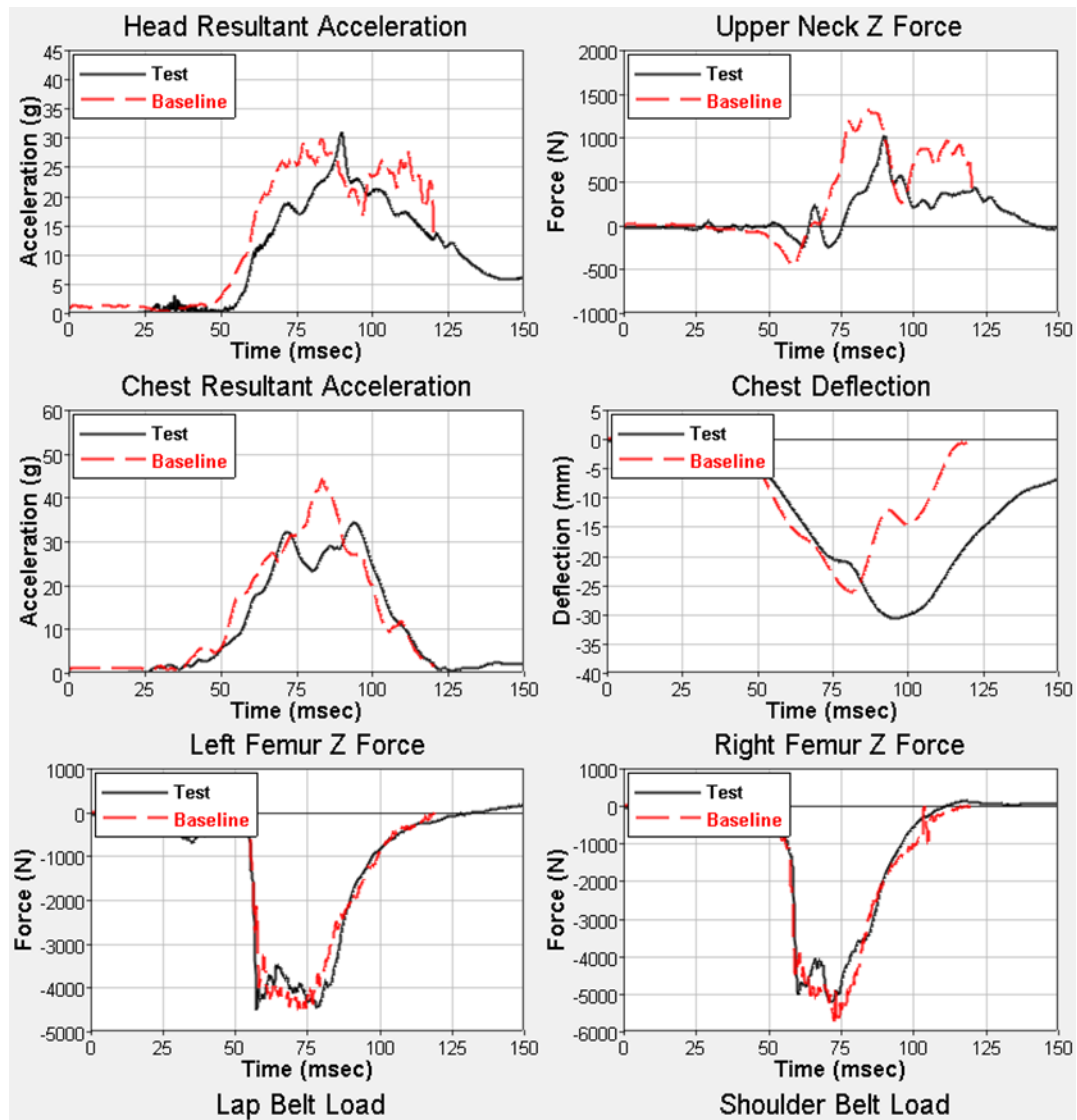 Head Resultant Acceleration
45
40
35
30
25
20
15
10
5
0
Acceleration (g)
Test
Baseline
0 25 50 75 100 125 150
Time (msec)
Upper Neck Z Force
2000
1500
1000
500
0
-500
-1000
Force (N)
Test
Baseline
0 25 50 75 100 125 150
Time (msec)
Chest Resultant Acceleration
60
50
40
30
20
10
0
Acceleration (g)
Test
Baseline
0 25 50 75 100 125 150
Time (msec)
Chest Deflection
5
0
-5
-10
-15
-20
-25
-30
-35
-40
Deflection (mm)
Test
Baseline
0 25 50 75 100 125 150
Time (msec)
Left Femur Z Force
1000
0
-1000
-2000
-3000
-4000
-5000
Force (N)
Test
Baseline
0 25 50 75 100 125 150
Time (msec)
Right Femur Z Force
1000
0
-1000
-2000
-3000
-4000
-5000
-6000
Force (N)
Test
Baseline
0 25 50 75 100 125 150
Time (msec)
Lap Belt Load
Shoulder Belt Load